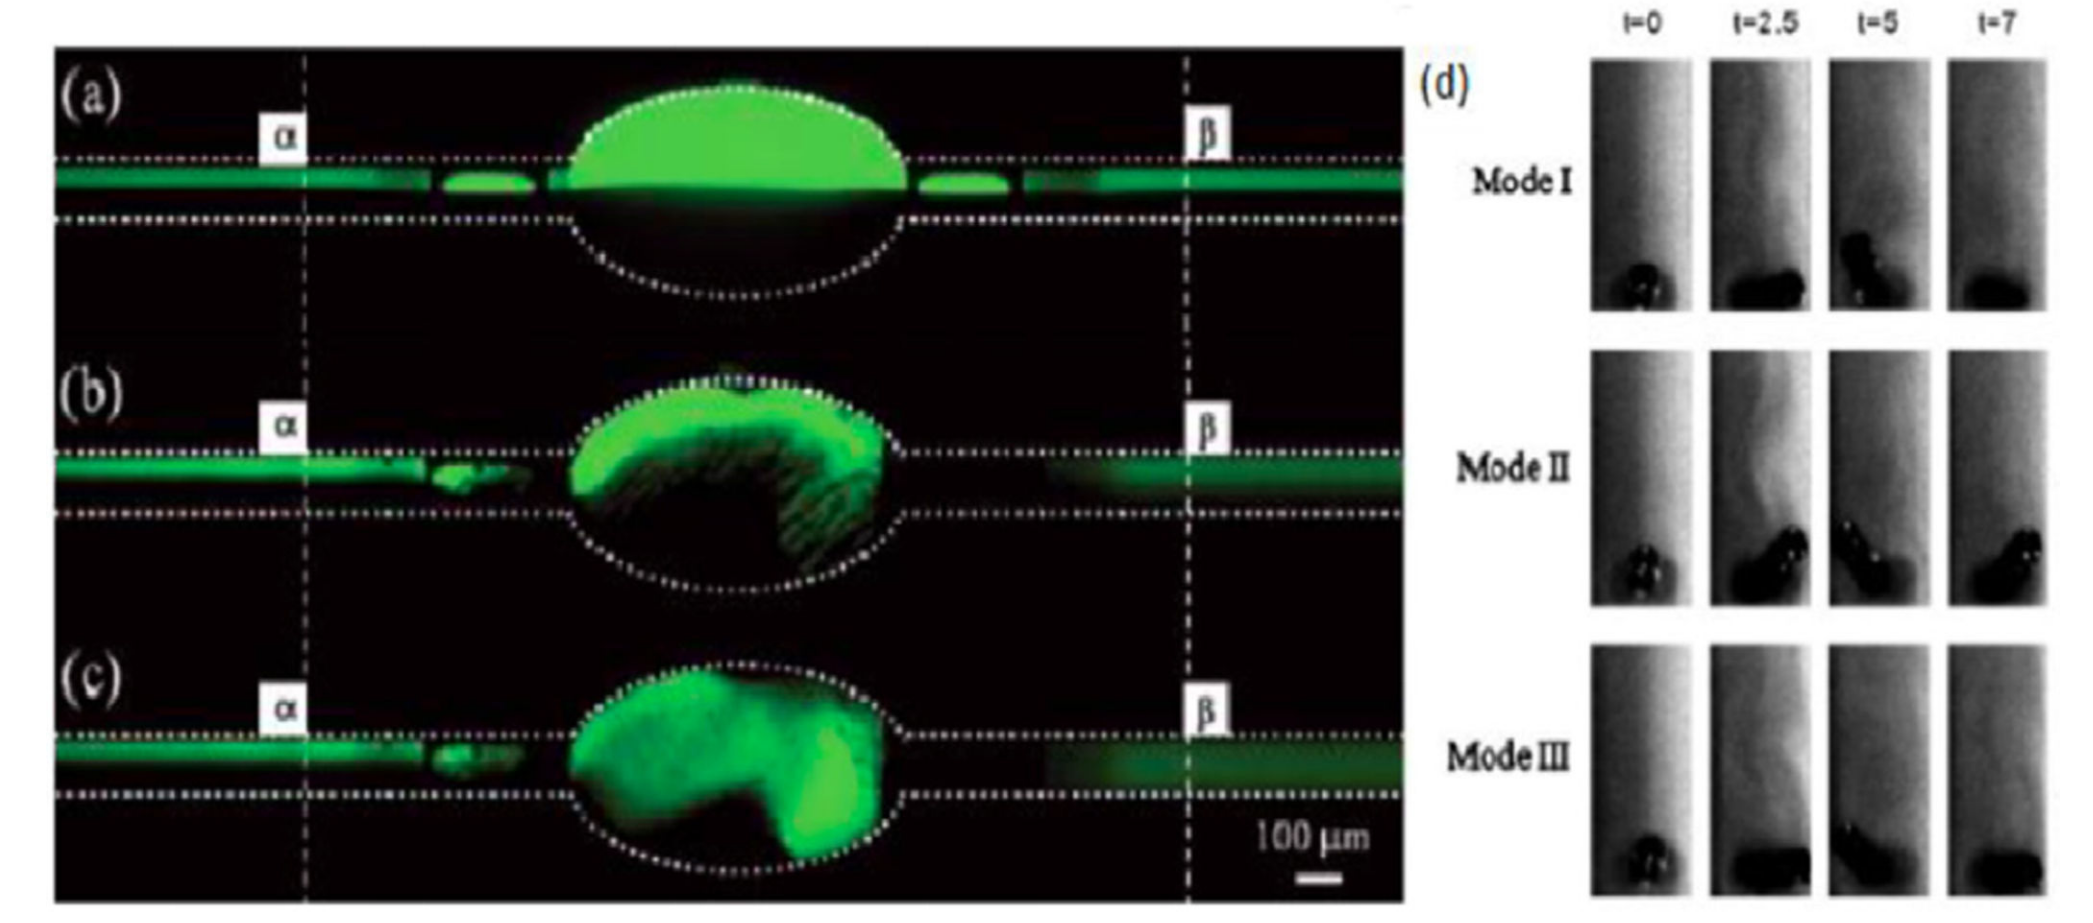 (a)
α
β
(b)
α
β
(c)
α
β
100 μm
(d)
t=0 t=2.5 t=5 t=7
Mode I
Mode II
Mode III